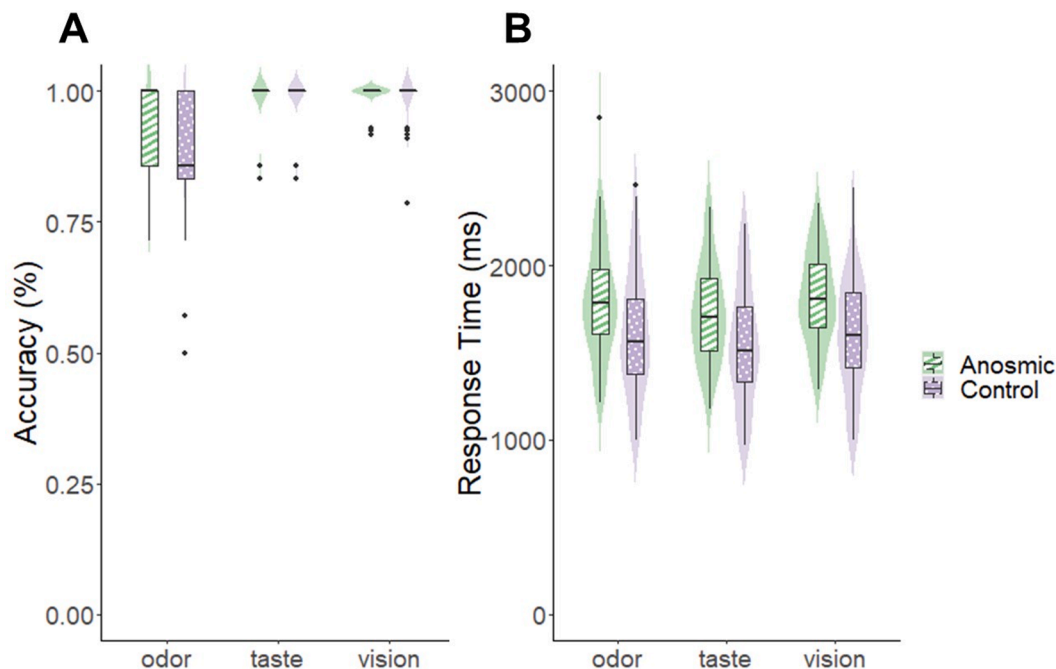 A
B
Accuracy (%)
1.00
0.75
0.50
0.25
0.00
odor taste vision
Response Time (ms)
3000
2000
1000
0
odor taste vision
Anosmic
Control